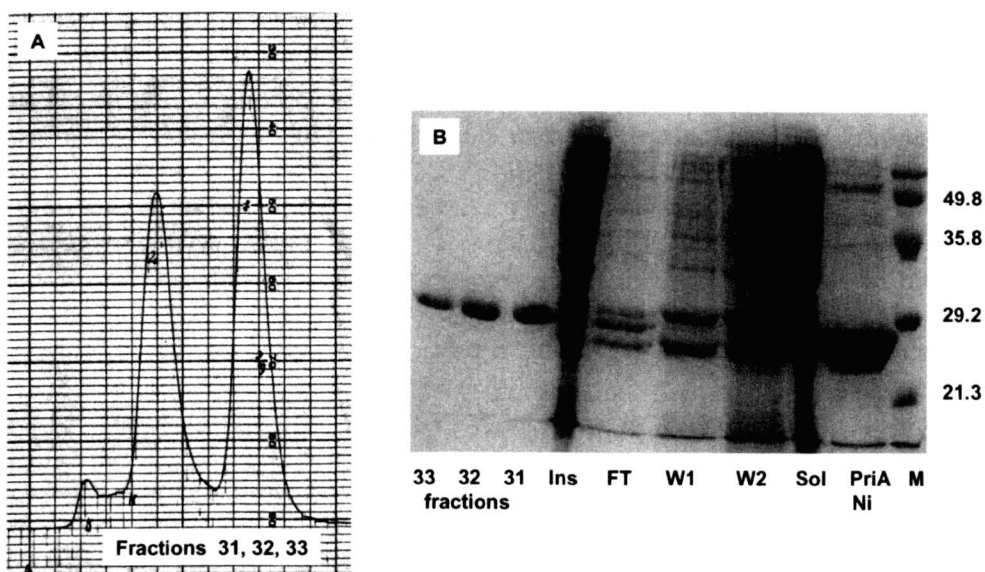 A
Fractions 31, 32, 33
B
49.8
35.8
29.2
21.3
33 32 31 Ins FT W1 W2 Sol PriA M
fractions Ni